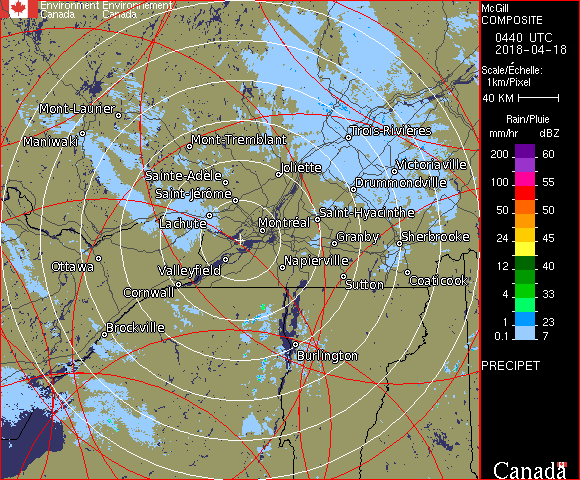 Environment Environnement
Canada Canada
McGill
COMPOSITE
0440 UTC
2018-04-18
Scale/Échelle:
1km/Pixel
40 KM
Rain/Pluie
mm/hr dBZ
200 60
100 55
50 50
24 45
12 40
4 33
1 23
0.1 7
PRECIPET
Canada
Mont-Laurier
Maniwaki
Mont-Tremblant
Trois-Rivières
Joliette
Victoriaville
Sainte-Adèle
Drummondville
Saint-Jérôme
Saint-Hyacinthe
Lachute
Montréal
Granby
Sherbrooke
Ottawa
Valleyfield
Napierville
Cornwall
Sutton
Coaticook
Brockville
Burlington